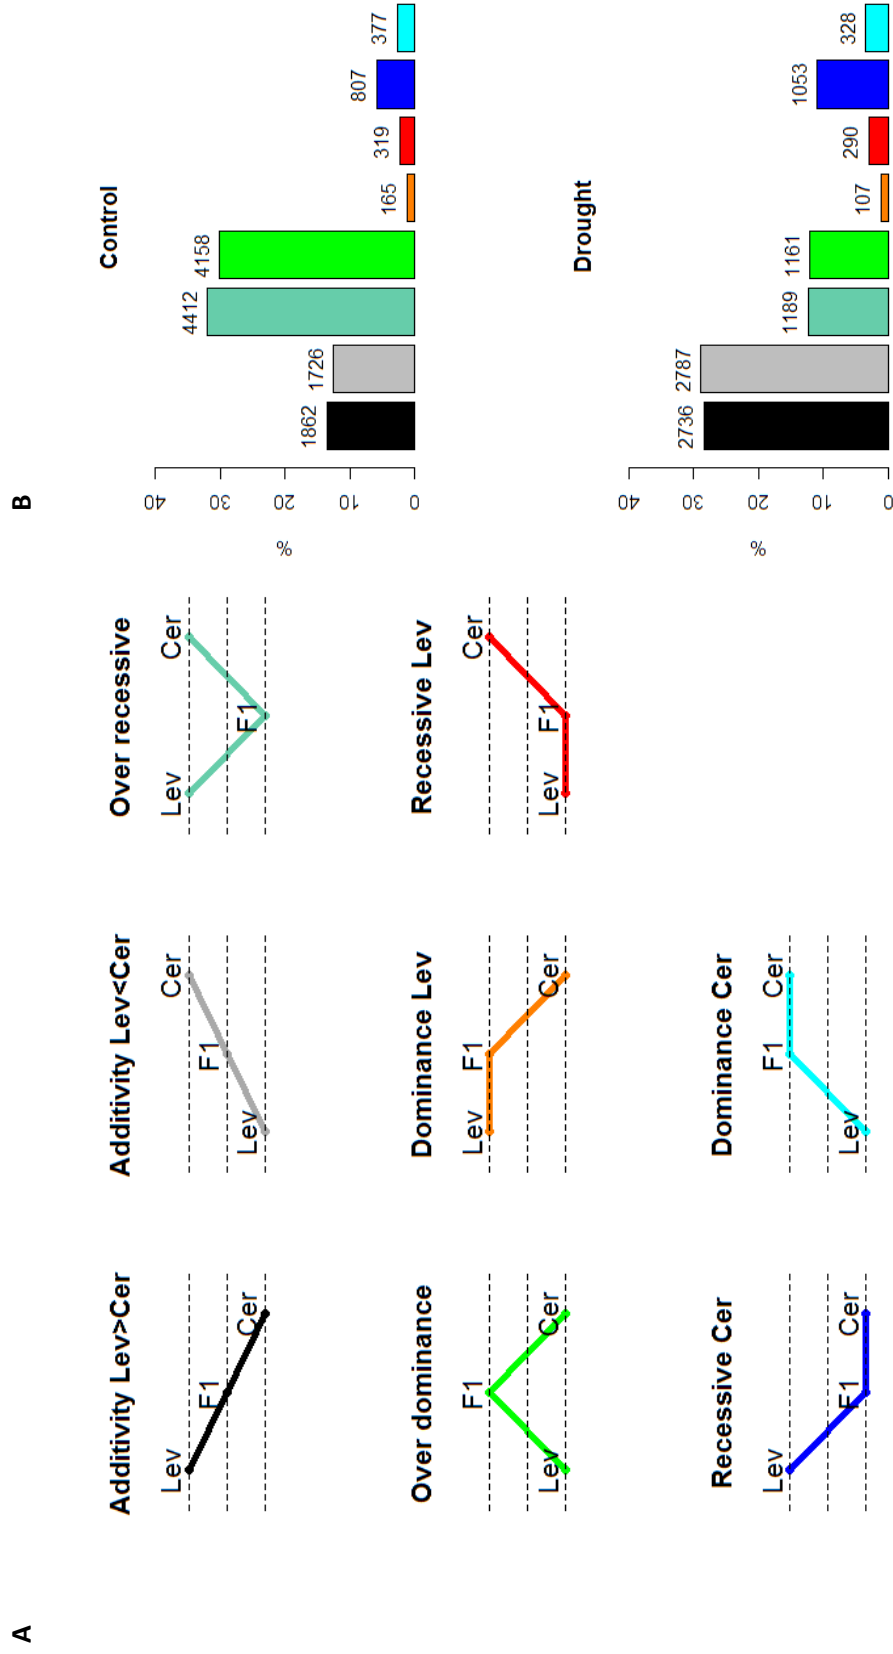 A
Additivity Lev>Cer
Lev
F1
Cer
Additivity Lev<Cer
Lev
F1
Cer
Over recessive
Lev
F1
Cer
Over dominance
Lev
F1
Cer
Dominance Lev
Lev
F1
Cer
Recessive Lev
Lev
F1
Cer
Recessive Cer
Lev
F1
Cer
Dominance Cer
Lev
F1
Cer
B
Control
%
40
30
20
10
0
1862
1726
4412
4158
165
319
807
377
Drought
%
40
30
20
10
0
2736
2787
1189
1161
107
290
1053
328